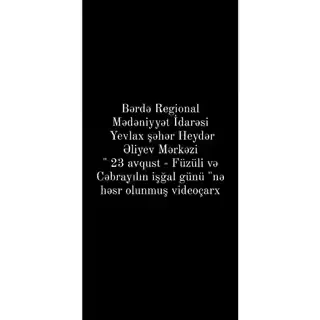 Bərdə Regional
Mədəniyyət İdarəsi
Yevlax şəhər Heydər
Əliyev Mərkəzi
" 23 avqust - Füzüli və
Cəbrayılın işğal günü "nə
həsr olunmuş videoçarx